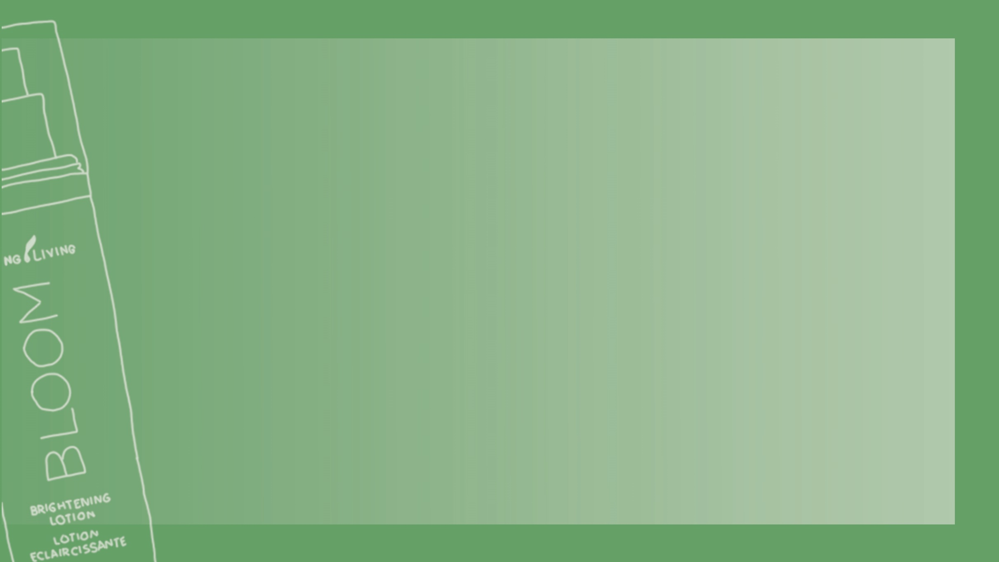 NG LIVING
BLOOM
BRIGHTENING
LOTION
LOTION
ECLAIRCISSANTE